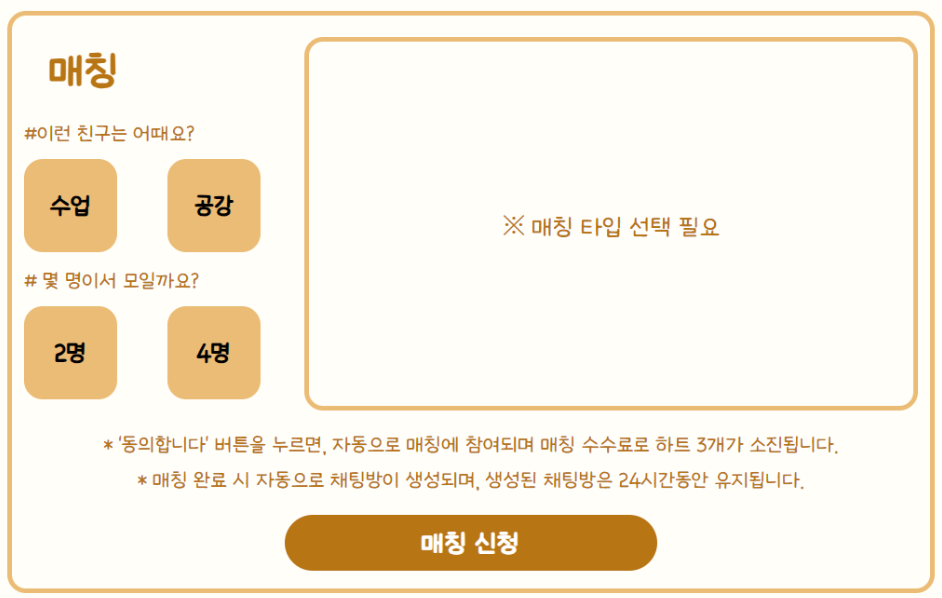 매칭
#이런 친구는 어때요?
수업 공강
# 몇 명이서 모일까요?
2명 4명
※ 매칭 타입 선택 필요
* '동의합니다' 버튼을 누르면, 자동으로 매칭에 참여되며 매칭 수수료로 하트 3개가 소진됩니다.
* 매칭 완료 시 자동으로 채팅방이 생성되며, 생성된 채팅방은 24시간동안 유지됩니다.
매칭 신청